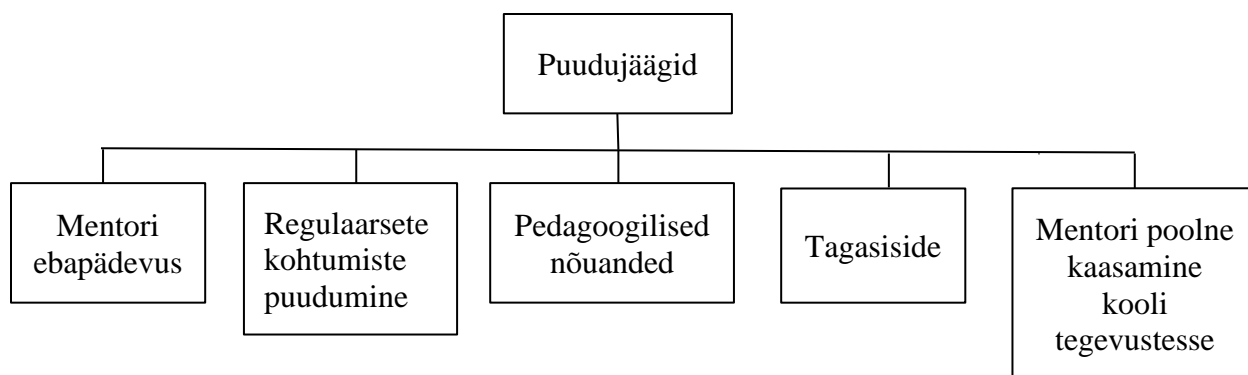 Puudujäägid
Mentori
ebapädevus
Regulaarsete
kohtumiste
puudumine
Pedagoogilised
nõuanded
Tagasiside
Mentori poolne
kaasamine
kooli
tegevustesse